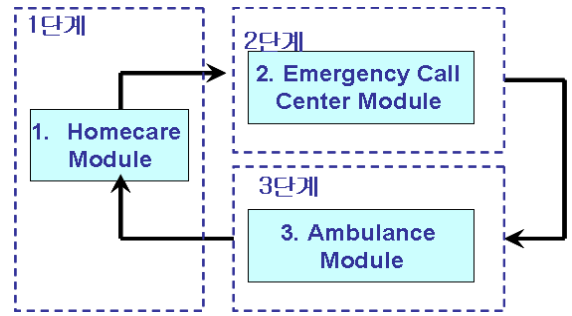 1단계
1. Homecare
Module
2단계
2. Emergency Call
Center Module
3단계
3. Ambulance
Module